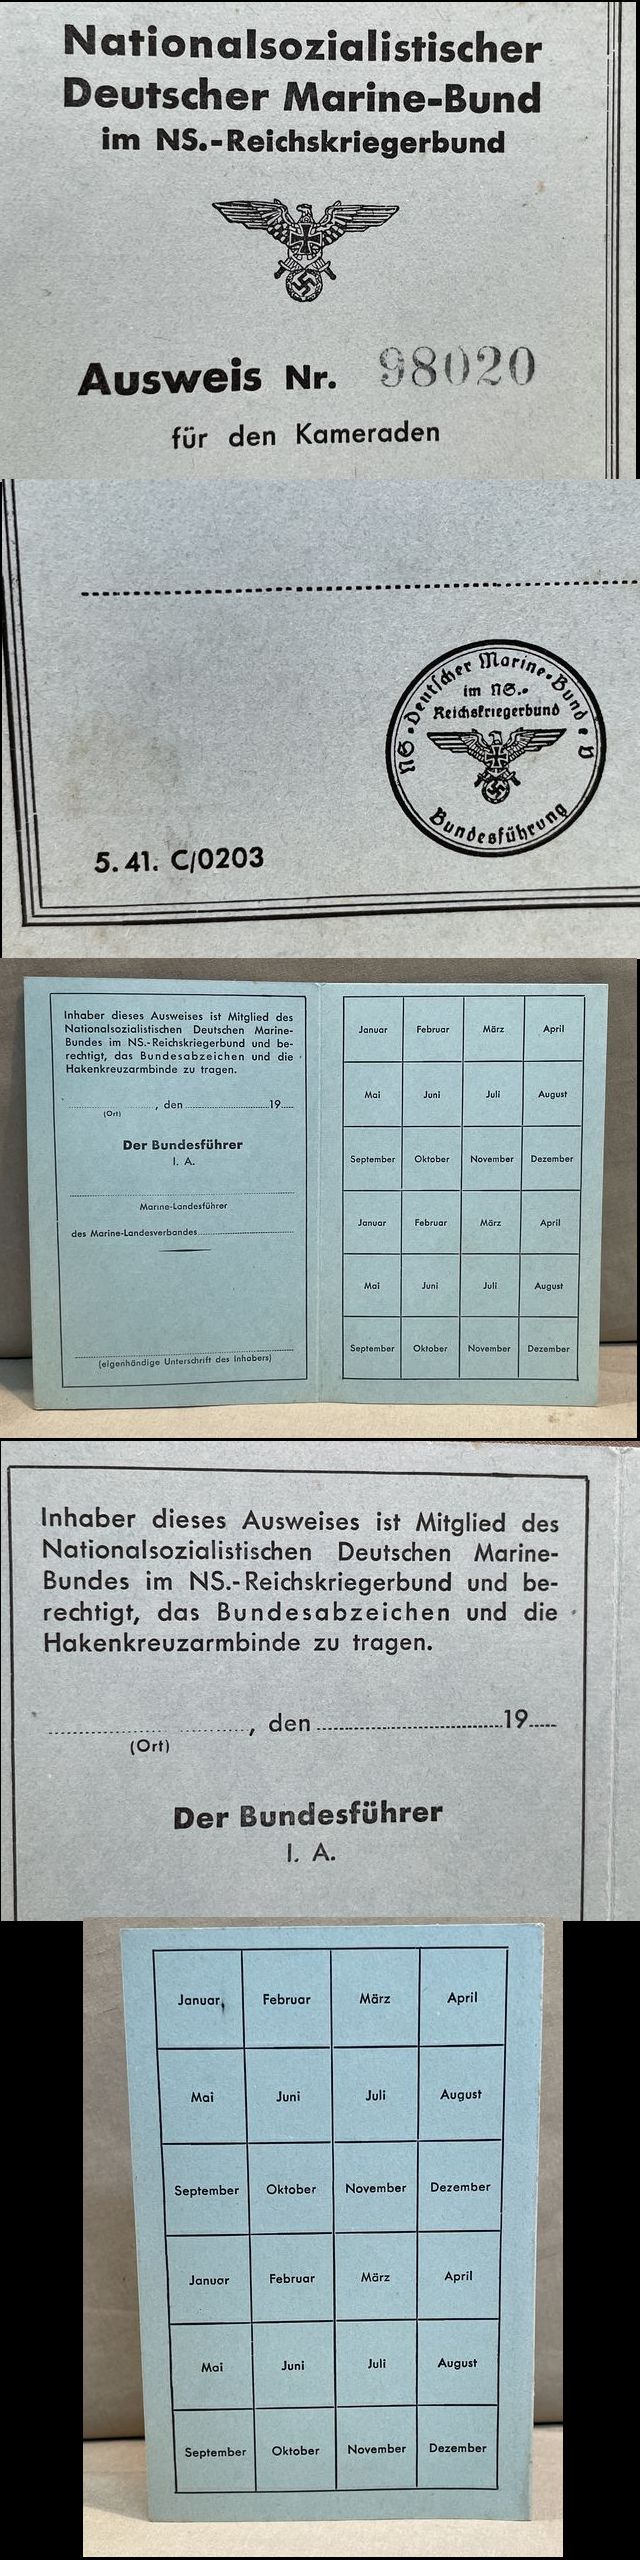 Nationalsozialistischer
Deutscher Marine-Bund
im NS.-Reichskriegerbund
Ausweis Nr. 98020
für den Kameraden
NS.-Deutscher Marine-Bund e V
im NS.-
Reichskriegerbund
Bundesführung
5. 41. C/0203
Inhaber dieses Ausweises ist Mitglied des
Nationalsozialistischen Deutschen Marine-
Bundes im NS.-Reichskriegerbund und be-
rechtigt, das Bundesabzeichen und die
Hakenkreuzarmbinde zu tragen.
, den 19
(Ort)
Der Bundesführer
I. A.
Marine-Landesführer
des Marine-Landesverbandes
(eigenhändige Unterschrift des Inhabers)
Januar Februar März April
Mai Juni Juli August
September Oktober November Dezember
Januar Februar März April
Mai Juni Juli August
September Oktober November Dezember
Inhaber dieses Ausweises ist Mitglied des
Nationalsozialistischen Deutschen Marine-
Bundes im NS.-Reichskriegerbund und be-
rechtigt, das Bundesabzeichen und die
Hakenkreuzarmbinde zu tragen.
, den 19
(Ort)
Der Bundesführer
I. A.
Januar Februar März April
Mai Juni Juli August
September Oktober November Dezember
Januar Februar März April
Mai Juni Juli August
September Oktober November Dezember